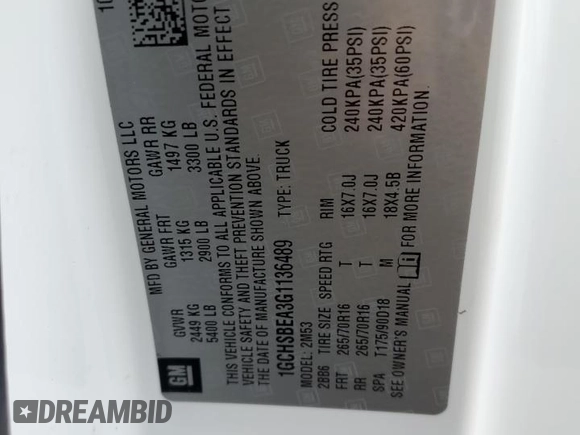 GM
10
MFD BY GENERAL MOTORS LLC
GVWR GAWR FRT GAWR RR
2449 KG 1315 KG 1497 KG
5400 LB 2900 LB 3300 LB
THIS VEHICLE CONFORMS TO ALL APPLICABLE U.S. FEDERAL MOTO
VEHICLE SAFETY AND THEFT PREVENTION STANDARDS IN EFFECT
THE DATE OF MANUFACTURE SHOWN ABOVE.
1GCHSBEA3G1136489 TYPE: TRUCK
MODEL: 2M53
2BB6 TIRE SIZE SPEED RTG RIM COLD TIRE PRESS
FRT 265/70R16 T 16X7.0J 240KPA(35PSI)
RR 265/70R16 T 16X7.0J 240KPA(35PSI)
SPA T175/90D18 M 18X4.5B 420KPA(60PSI)
SEE OWNER'S MANUAL FOR MORE INFORMATION.
DREAMBID